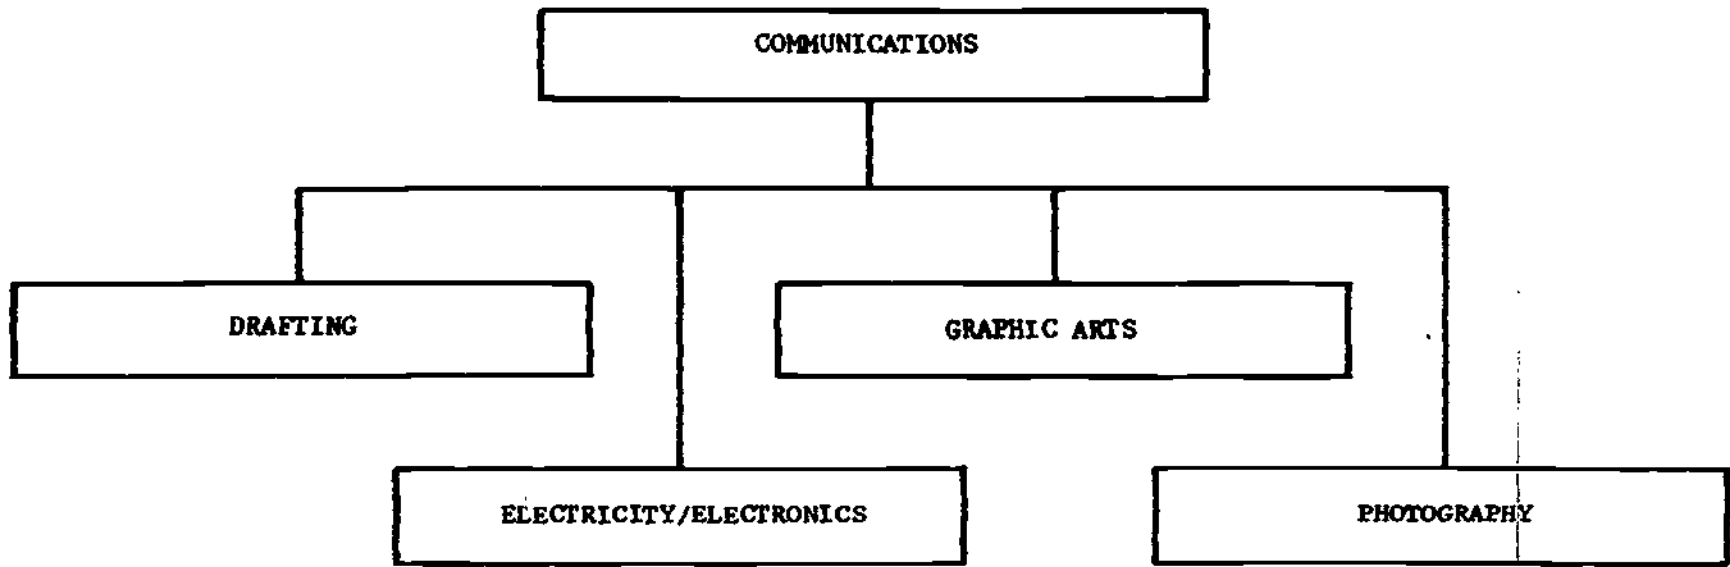 COMMUNICATIONS
DRAFTING
GRAPHIC ARTS
ELECTRICITY/ELECTRONICS
PHOTOGRAPHY